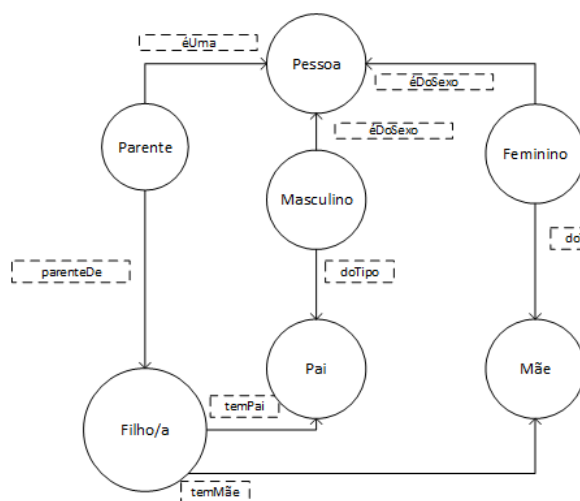 éUma
Pessoa
éDoSexo
éDoSexo
Parente
Feminino
Masculino
parenteDe
doTipo
Pai
Mãe
temPai
Filho/a
temMãe